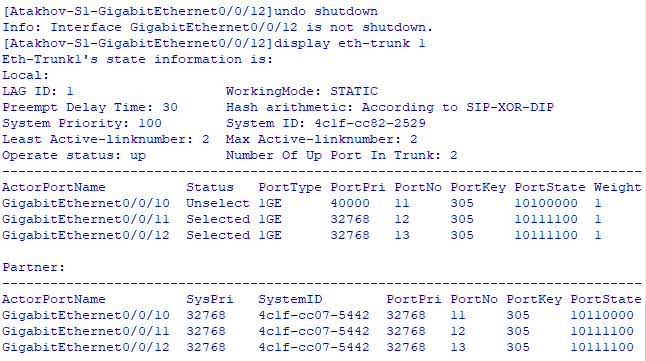 [Atakhov-S1-GigabitEthernet0/0/12]undo shutdown
Info: Interface GigabitEthernet0/0/12 is not shutdown.
[Atakhov-S1-GigabitEthernet0/0/12]display eth-trunk 1
Eth-Trunk1's state information is:
Local:
LAG ID: 1                   WorkingMode: STATIC
Preempt Delay Time: 30      Hash arithmetic: According to SIP-XOR-DIP
System Priority: 100        System ID: 4c1f-cc82-2529
Least Active-linknumber: 2  Max Active-linknumber: 2
Operate status: up          Number Of Up Port In Trunk: 2
--------------------------------------------------------------------------------
ActorPortName          Status   PortType PortPri PortNo PortKey PortState Weight
GigabitEthernet0/0/10  Unselect 1GE      40000   11     305     10100000  1
GigabitEthernet0/0/11  Selected 1GE      32768   12     305     10111100  1
GigabitEthernet0/0/12  Selected 1GE      32768   13     305     10111100  1
Partner:
--------------------------------------------------------------------------------
ActorPortName          SysPri   SystemID        PortPri PortNo PortKey PortState
GigabitEthernet0/0/10  32768    4c1f-cc07-5442  32768   11     305     10110000
GigabitEthernet0/0/11  32768    4c1f-cc07-5442  32768   12     305     10111100
GigabitEthernet0/0/12  32768    4c1f-cc07-5442  32768   13     305     10111100